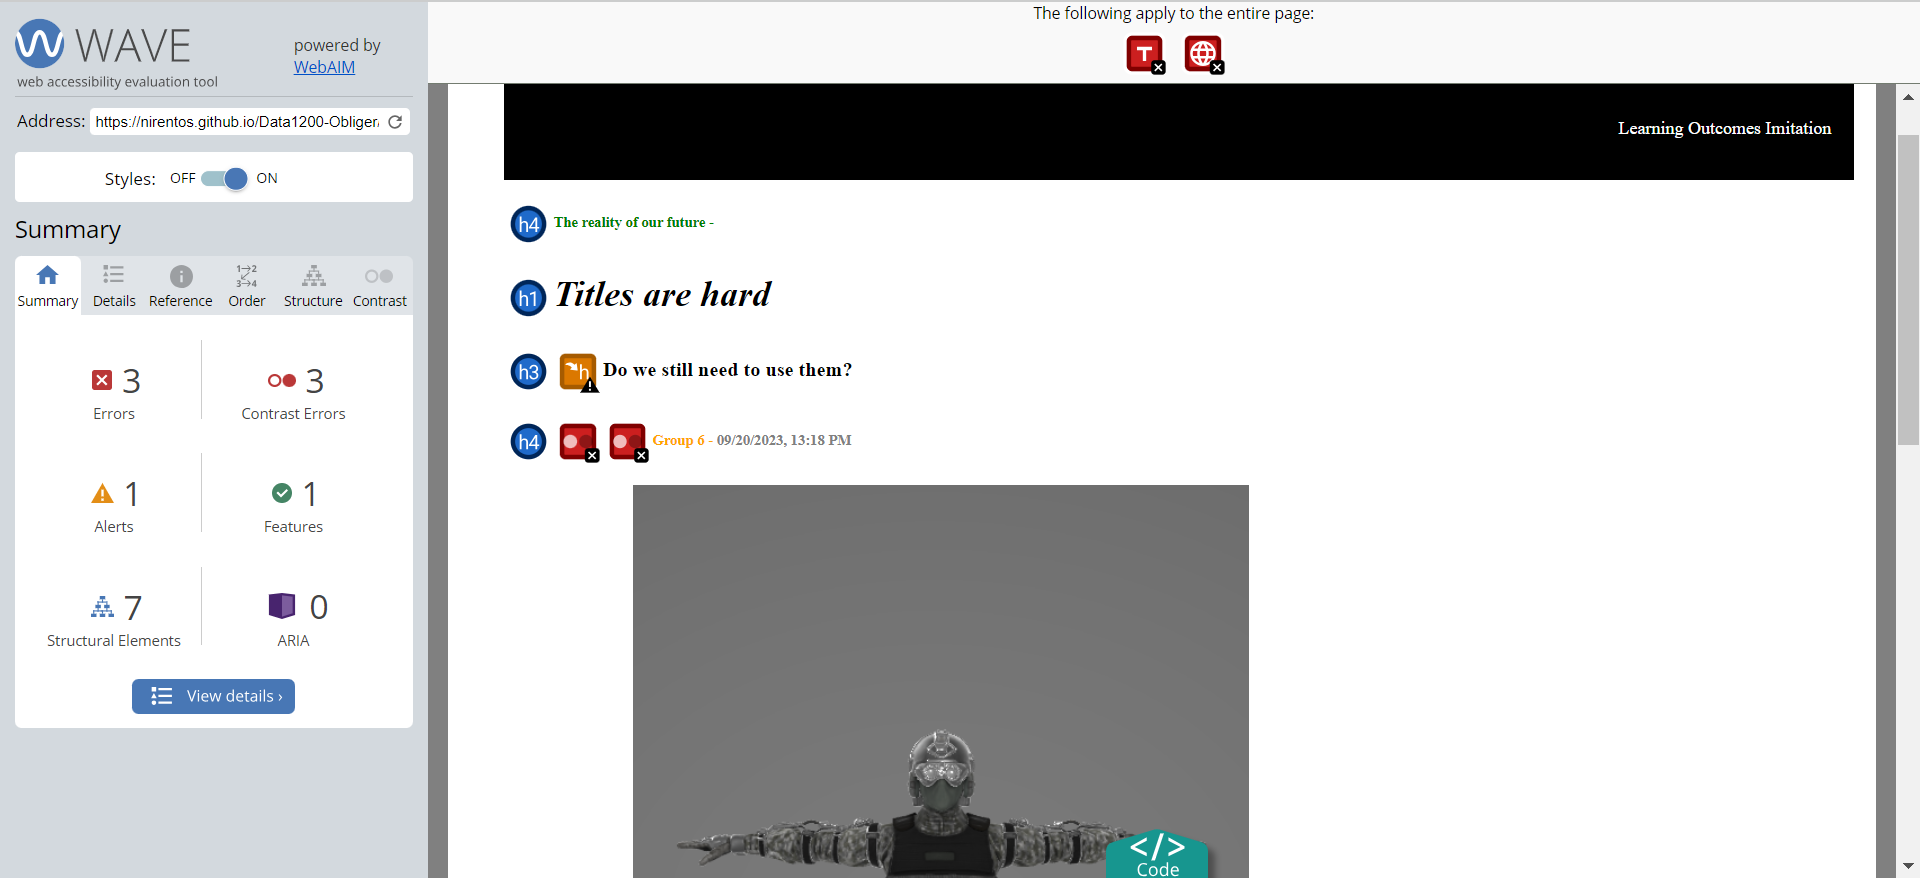 WAVE
web accessibility evaluation tool
powered by
WebAIM
Address: https://nirentos.github.io/Data1200-Obliger
Styles: OFF ON
Summary
Summary Details Reference Order Structure Contrast
3 3
Errors Contrast Errors
1 1
Alerts Features
7 0
Structural Elements ARIA
View details ›
The following apply to the entire page:
T
Learning Outcomes Imitation
h4 The reality of our future -
h1 Titles are hard
h3 h Do we still need to use them?
h4 Group 6 - 09/20/2023, 13:18 PM
</>
Code